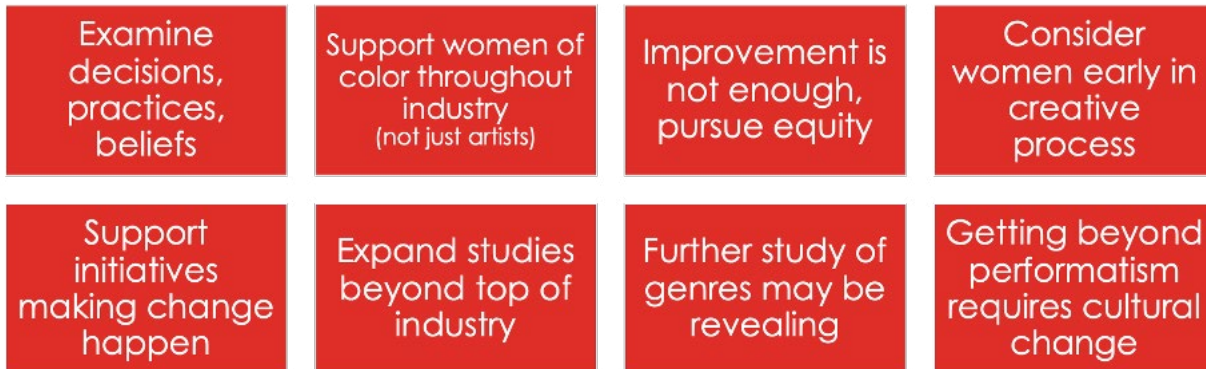 Examine
decisions,
practices,
beliefs
Support women of
color throughout
industry
(not just artists)
Improvement is
not enough,
pursue equity
Consider
women early in
creative
process
Support
initiatives
making change
happen
Expand studies
beyond top of
industry
Further study of
genres may be
revealing
Getting beyond
performatism
requires cultural
change